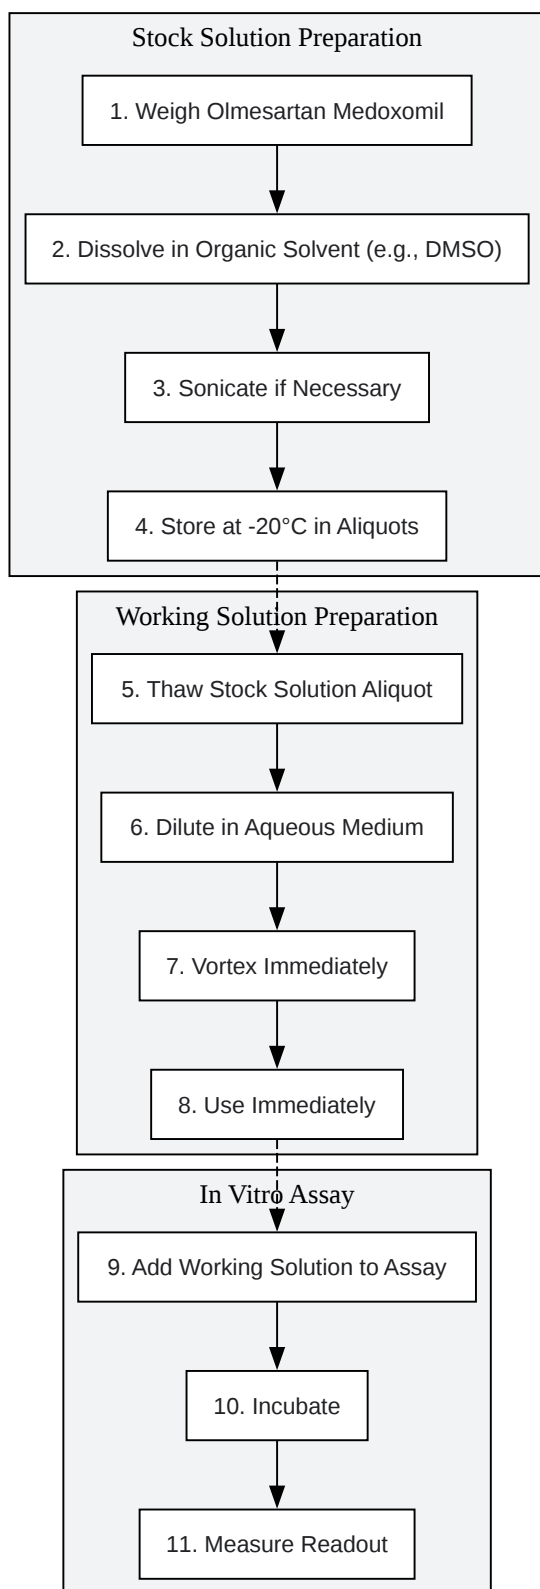 Stock Solution Preparation
1. Weigh Olmesartan Medoxomil
2. Dissolve in Organic Solvent (e.g., DMSO)
3. Sonicate if Necessary
4. Store at -20°C in Aliquots
Working Solution Preparation
5. Thaw Stock Solution Aliquot
6. Dilute in Aqueous Medium
7. Vortex Immediately
8. Use Immediately
In Vitro Assay
9. Add Working Solution to Assay
10. Incubate
11. Measure Readout